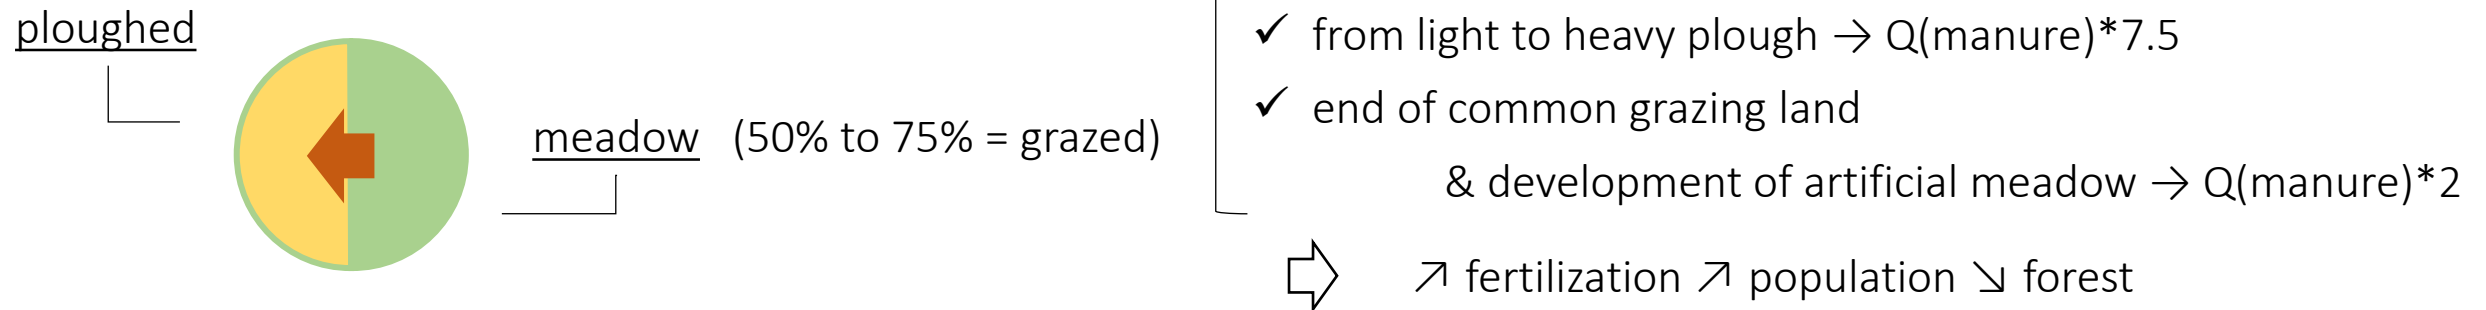 ploughed
meadow (50% to 75% = grazed)
✓ from light to heavy plough → Q(manure)*7.5
✓ end of common grazing land
& development of artificial meadow → Q(manure)*2
↗ fertilization ↗ population ↘ forest